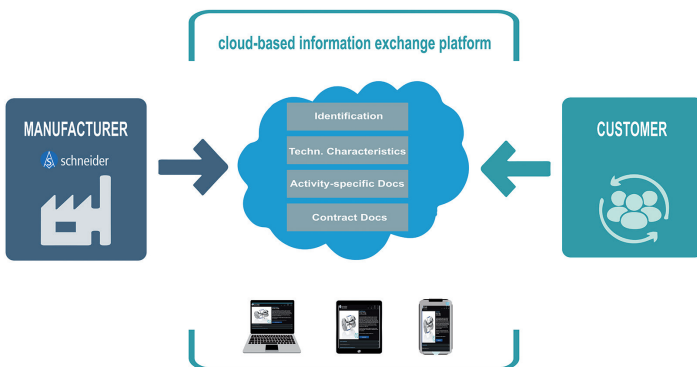 cloud-based information exchange platform
MANUFACTURER
schneider
Identification
Techn. Characteristics
Activity-specific Docs
Contract Docs
CUSTOMER